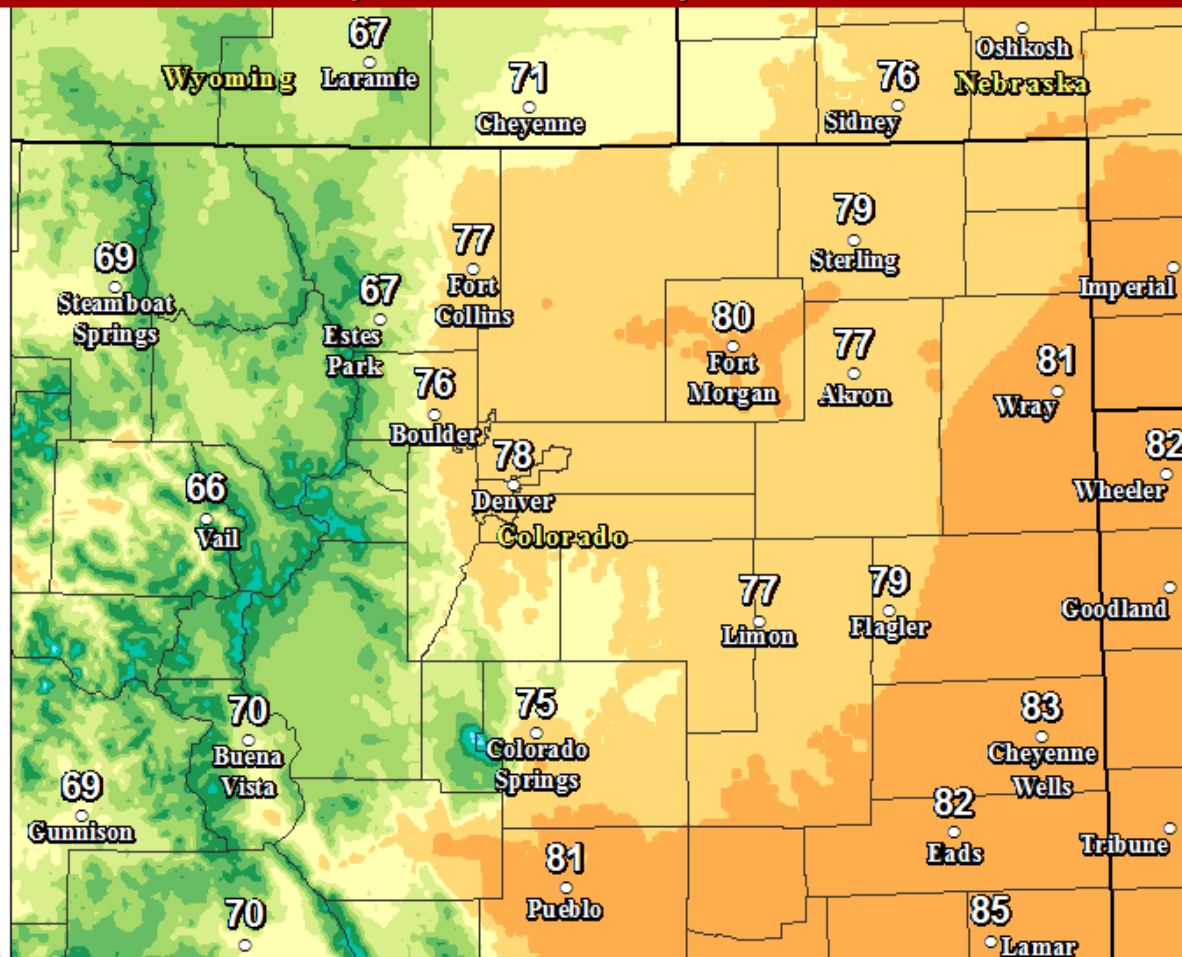 67
Oshkosh
Wyoming
Laramie
71
76
Nebraska
Cheyenne
Sidney
79
77
Sterling
69
67
Fort
Collins
Imperial
Steamboat
Springs
Estes
Park
80
77
Fort
Morgan
Akron
81
76
Wray
Boulder
82
78
Wheeler
66
Denver
Vail
Colorado
77
79
Goodland
Limon
Flagler
70
75
83
Buena
Vista
Colorado
Springs
Cheyenne
Wells
69
82
Gunnison
Eads
Tribune
81
Pueblo
70
85
Lamar